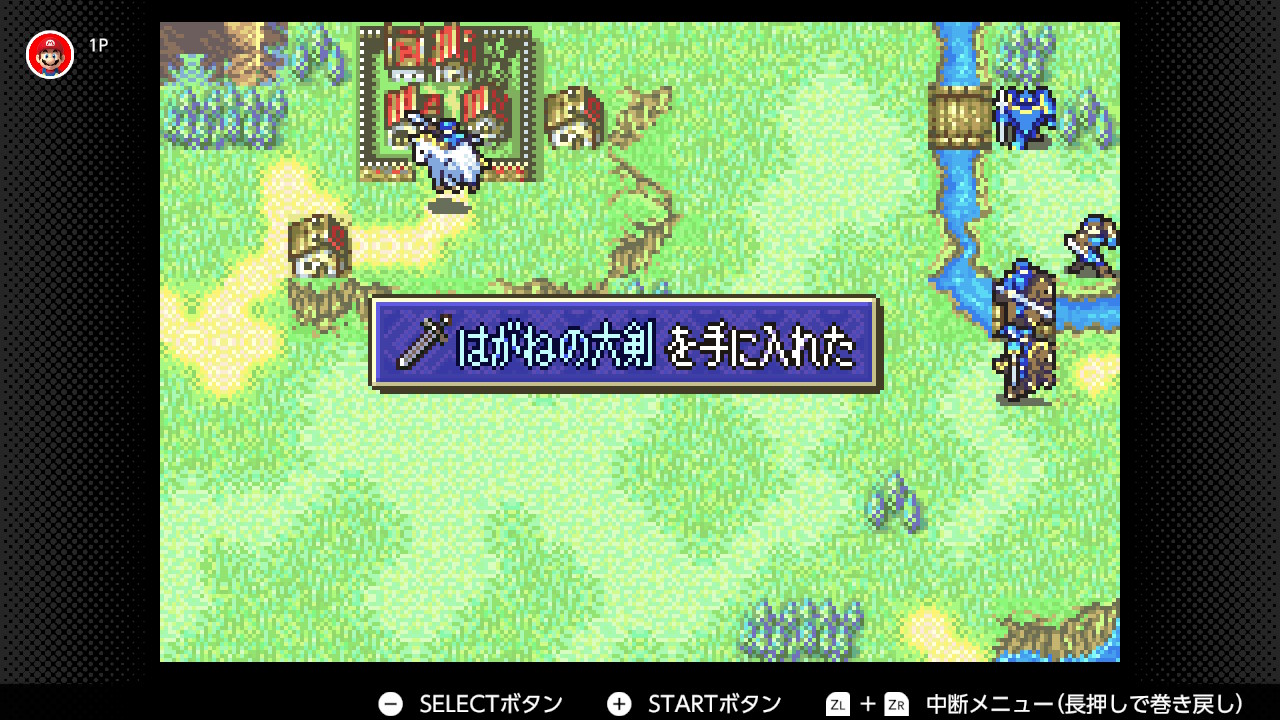 1P
はがねの大剣 を手に入れた
SELECTボタン
STARTボタン
ZL + ZR 中断メニュー(長押しで巻き戻し)